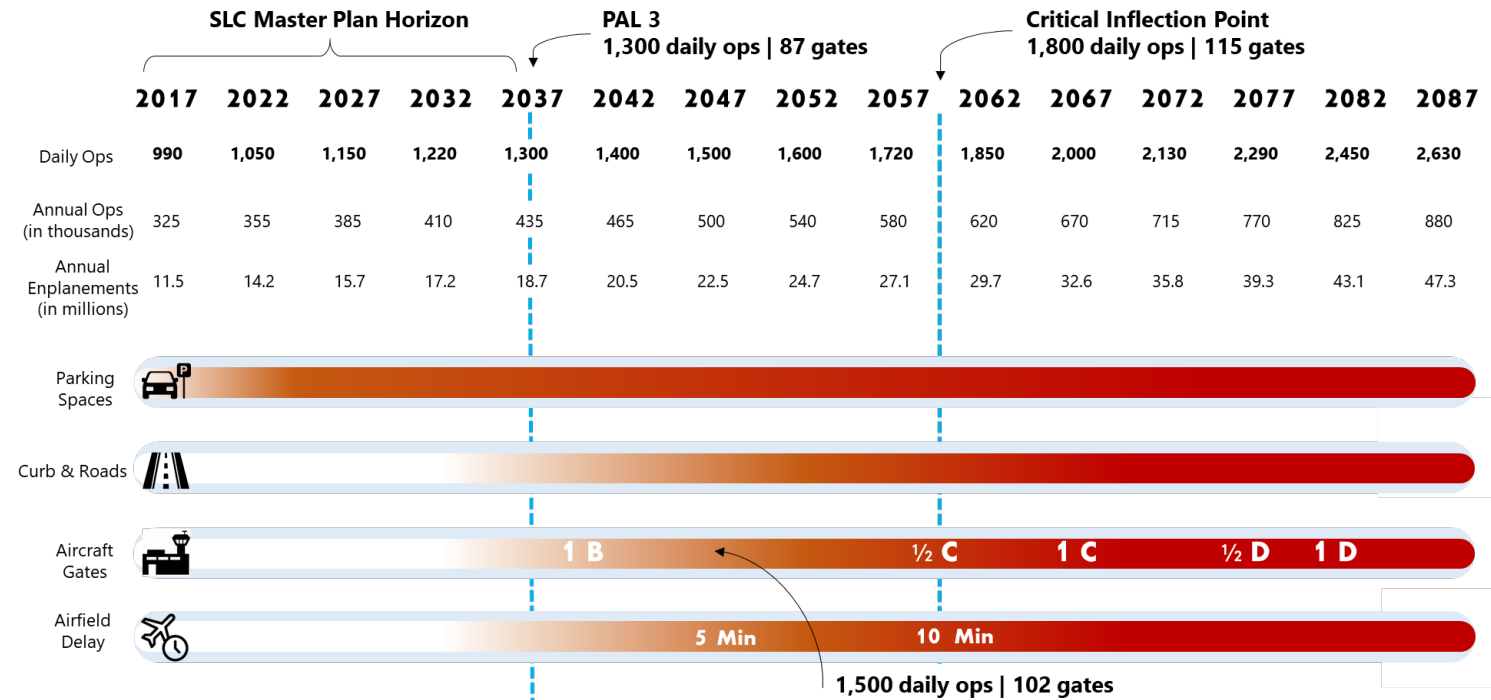 SLC Master Plan Horizon
PAL 3
1,300 daily ops | 87 gates
Critical Inflection Point
1,800 daily ops | 115 gates
2017 2022 2027 2032 2037 2042 2047 2052 2057 2062 2067 2072 2077 2082 2087
Daily Ops 990 1,050 1,150 1,220 1,300 1,400 1,500 1,600 1,720 1,850 2,000 2,130 2,290 2,450 2,630
Annual Ops
(in thousands) 325 355 385 410 435 465 500 540 580 620 670 715 770 825 880
Annual
Enplanements
(in millions) 11.5 14.2 15.7 17.2 18.7 20.5 22.5 24.7 27.1 29.7 32.6 35.8 39.3 43.1 47.3
Parking
Spaces
P
Curb & Roads
Aircraft
Gates
1 B ½ C 1 C ½ D 1 D
Airfield
Delay
5 Min 10 Min
1,500 daily ops | 102 gates